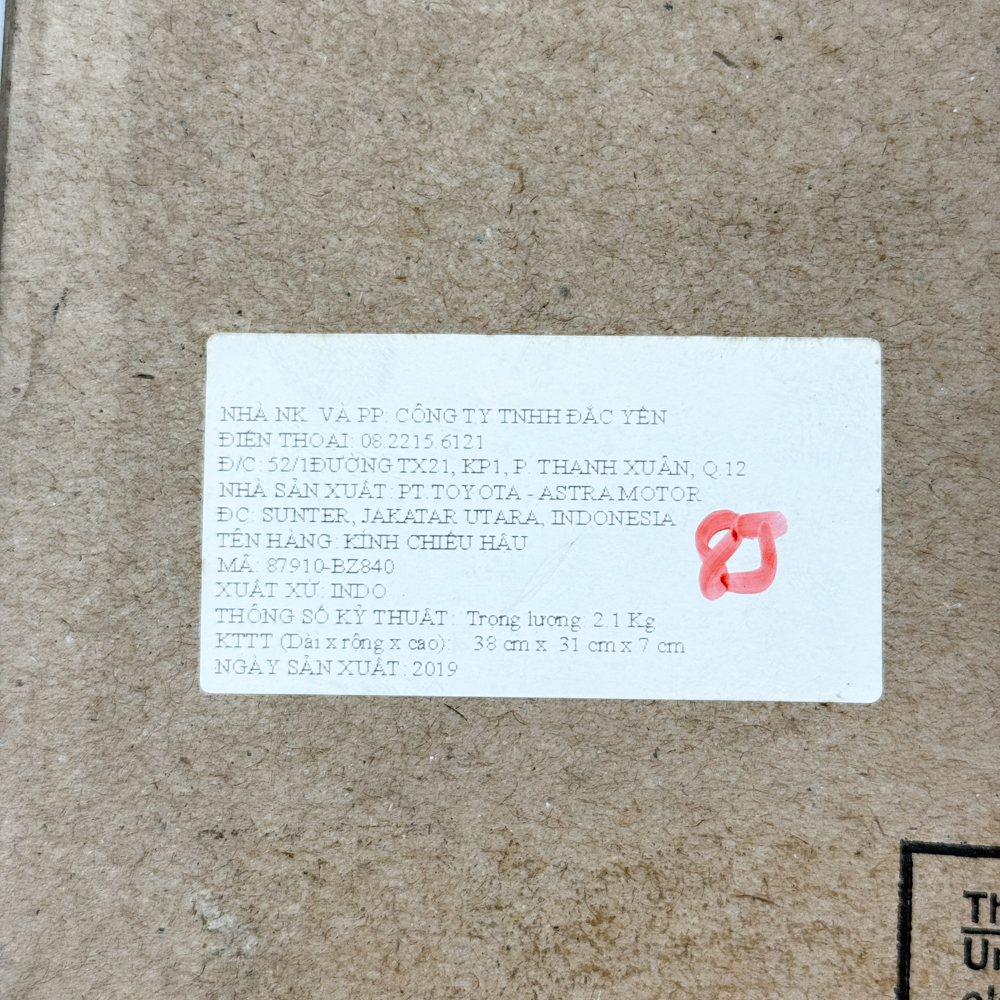 NHÀ NK VÀ PP: CÔNG TY TNHH ĐẮC YẾN
ĐIỆN THOẠI: 08.2215.6121
Đ/C: 52/1ĐƯỜNG TX21, KP1, P. THANH XUÂN, Q.12
NHÀ SẢN XUẤT: PT.TOYOTA - ASTRA MOTOR
ĐC: SUNTER, JAKATAR UTARA, INDONESIA
TÊN HÀNG: KÍNH CHIẾU HẬU
MÃ: 87910-BZ840
XUẤT XỨ: INDO
THÔNG SỐ KỸ THUẬT: Trọng lượng 2.1 Kg
KTTT (Dài x rộng x cao): 38 cm x 31 cm x 7 cm
NGÀY SẢN XUẤT: 2019